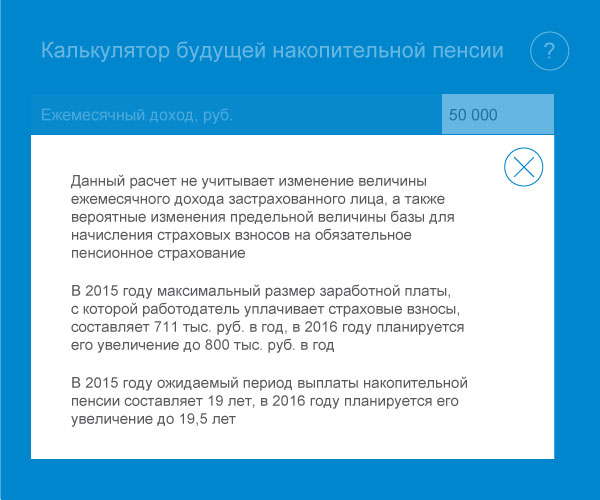 Калькулятор будущей накопительной пенсии
?
Ежемесячный доход, руб.
50 000
Данный расчет не учитывает изменение величины
ежемесячного дохода застрахованного лица, а также
вероятные изменения предельной величины базы для
начисления страховых взносов на обязательное
пенсионное страхование
В 2015 году максимальный размер заработной платы,
с которой работодатель уплачивает страховые взносы,
составляет 711 тыс. руб. в год, в 2016 году планируется
его увеличение до 800 тыс. руб. в год
В 2015 году ожидаемый период выплаты накопительной
пенсии составляет 19 лет, в 2016 году планируется его
увеличение до 19,5 лет